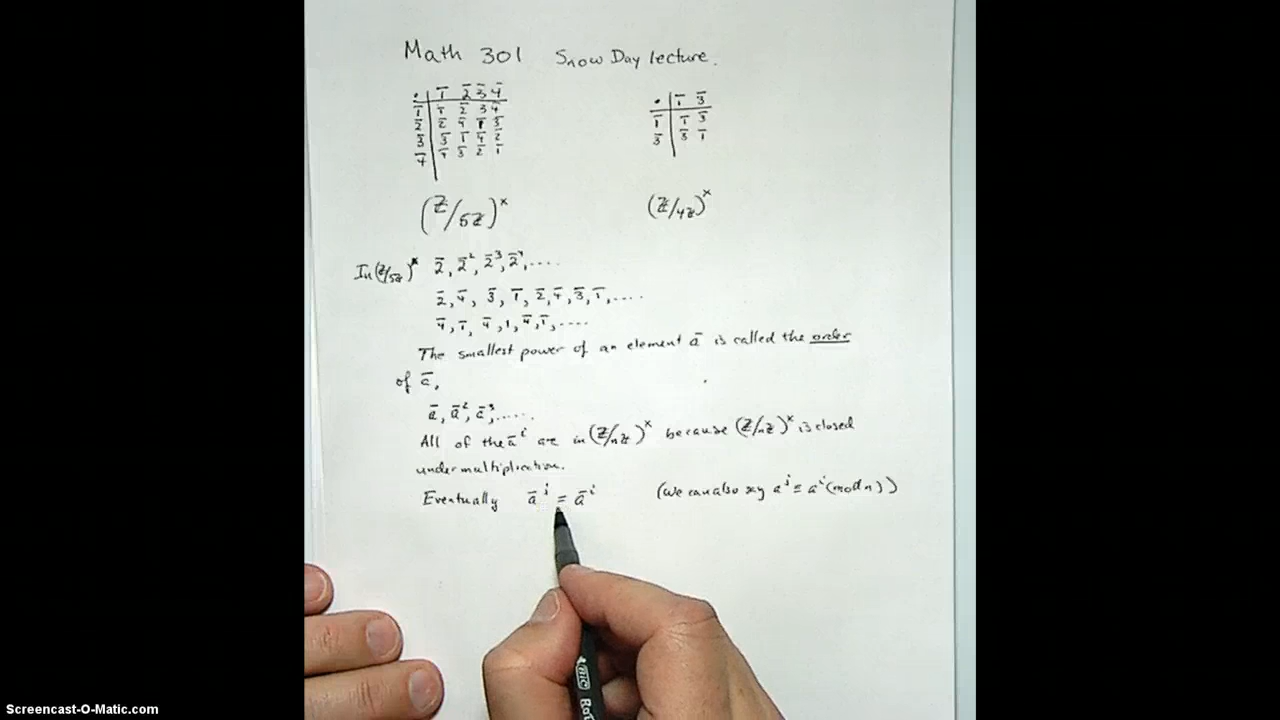 Math 301 Snow Day lecture.
· 1̄ 2̄ 3̄ 4̄
1̄ 1̄ 2̄ 3̄ 4̄
2̄ 2̄ 4̄ 1̄ 3̄
3̄ 3̄ 1̄ 4̄ 2̄
4̄ 4̄ 3̄ 2̄ 1̄
· 1̄ 3̄
1̄ 1̄ 3̄
3̄ 3̄ 1̄
(Z/5Z)^x
(Z/4Z)^x
In (Z/5Z)^x 2̄, 2̄², 2̄³, 2̄⁴, ....
2̄, 4̄, 3̄, 1̄, 2̄, 4̄, 3̄, 1̄, ....
4̄, 1̄, 4̄, 1, 4̄, 1̄, ....
The smallest power of an element ā is called the order
of ā,
ā, ā², ā³, .....
All of the ā^i are in (Z/nZ)^x because (Z/nZ)^x is closed
under multiplication.
Eventually ā^j = ā^i (We can also say a^j ≡ a^i (mod n))
BIC
Screencast-O-Matic.com